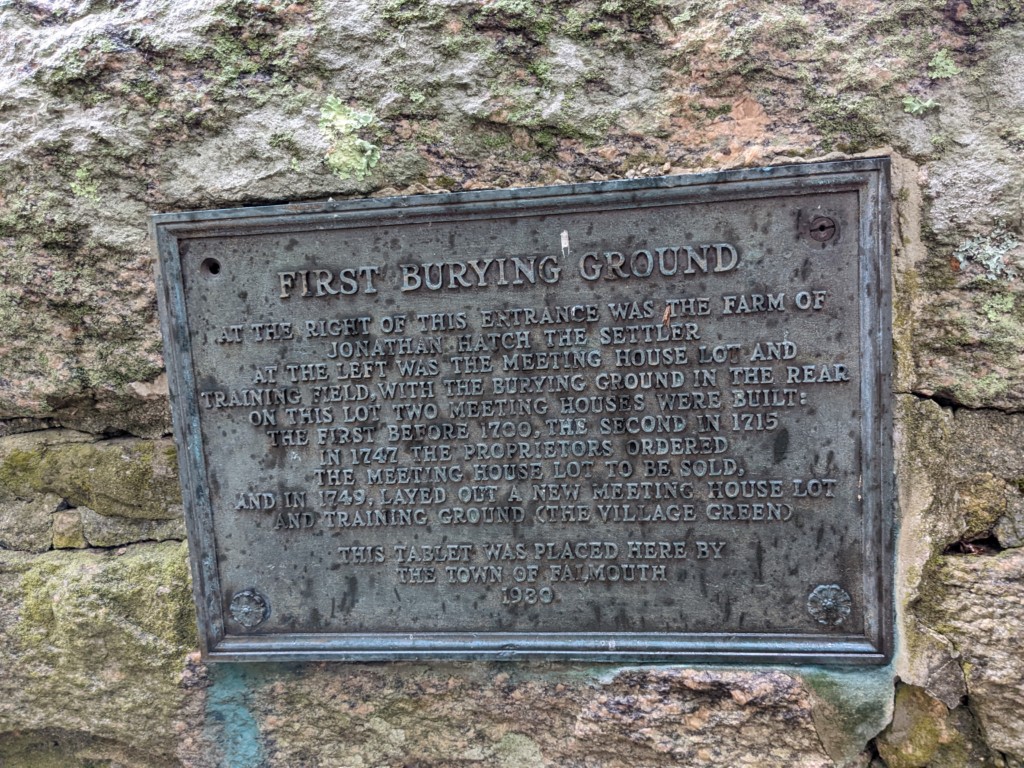 FIRST BURYING GROUND
AT THE RIGHT OF THIS ENTRANCE WAS THE FARM OF
JONATHAN HATCH THE SETTLER
AT THE LEFT WAS THE MEETING HOUSE LOT AND
TRAINING FIELD, WITH THE BURYING GROUND IN THE REAR
ON THIS LOT TWO MEETING HOUSES WERE BUILT:
THE FIRST BEFORE 1700, THE SECOND IN 1715
IN 1747 THE PROPRIETORS ORDERED
THE MEETING HOUSE LOT TO BE SOLD,
AND IN 1749, LAYED OUT A NEW MEETING HOUSE LOT
AND TRAINING GROUND (THE VILLAGE GREEN)
THIS TABLET WAS PLACED HERE BY
THE TOWN OF FALMOUTH
1930